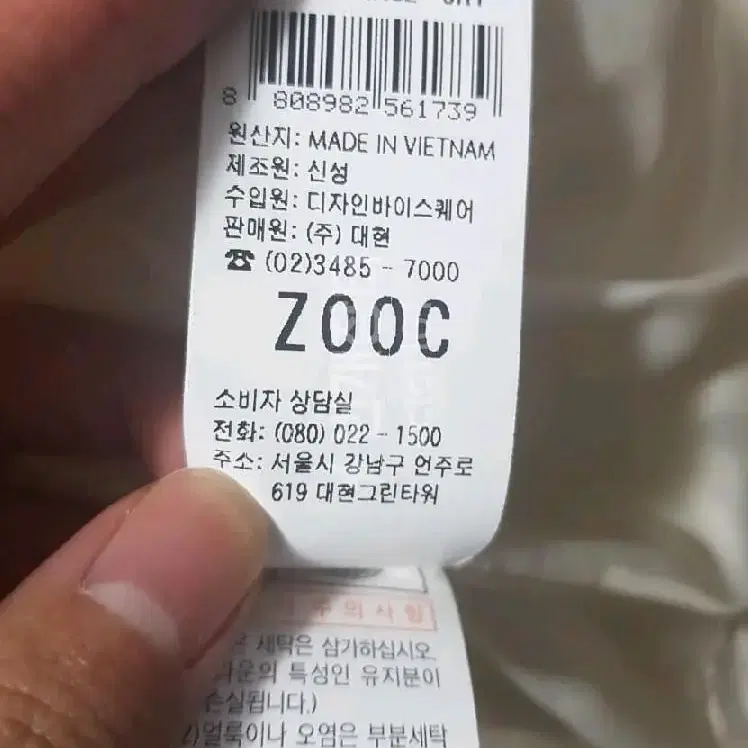 8 808982 561739
원산지: MADE IN VIETNAM
제조원: 신성
수입원: 디자인바이스퀘어
판매원: (주) 대현
☎ (02)3485 - 7000
ZOOC
소비자 상담실
전화: (080) 022 - 1500
주소: 서울시 강남구 언주로
619 대현그린타워
주의사항
세탁은 삼가하십시오.
다운의 특성인 유지분이
손실됩니다.)
2)얼룩이나 오염은 부분세탁